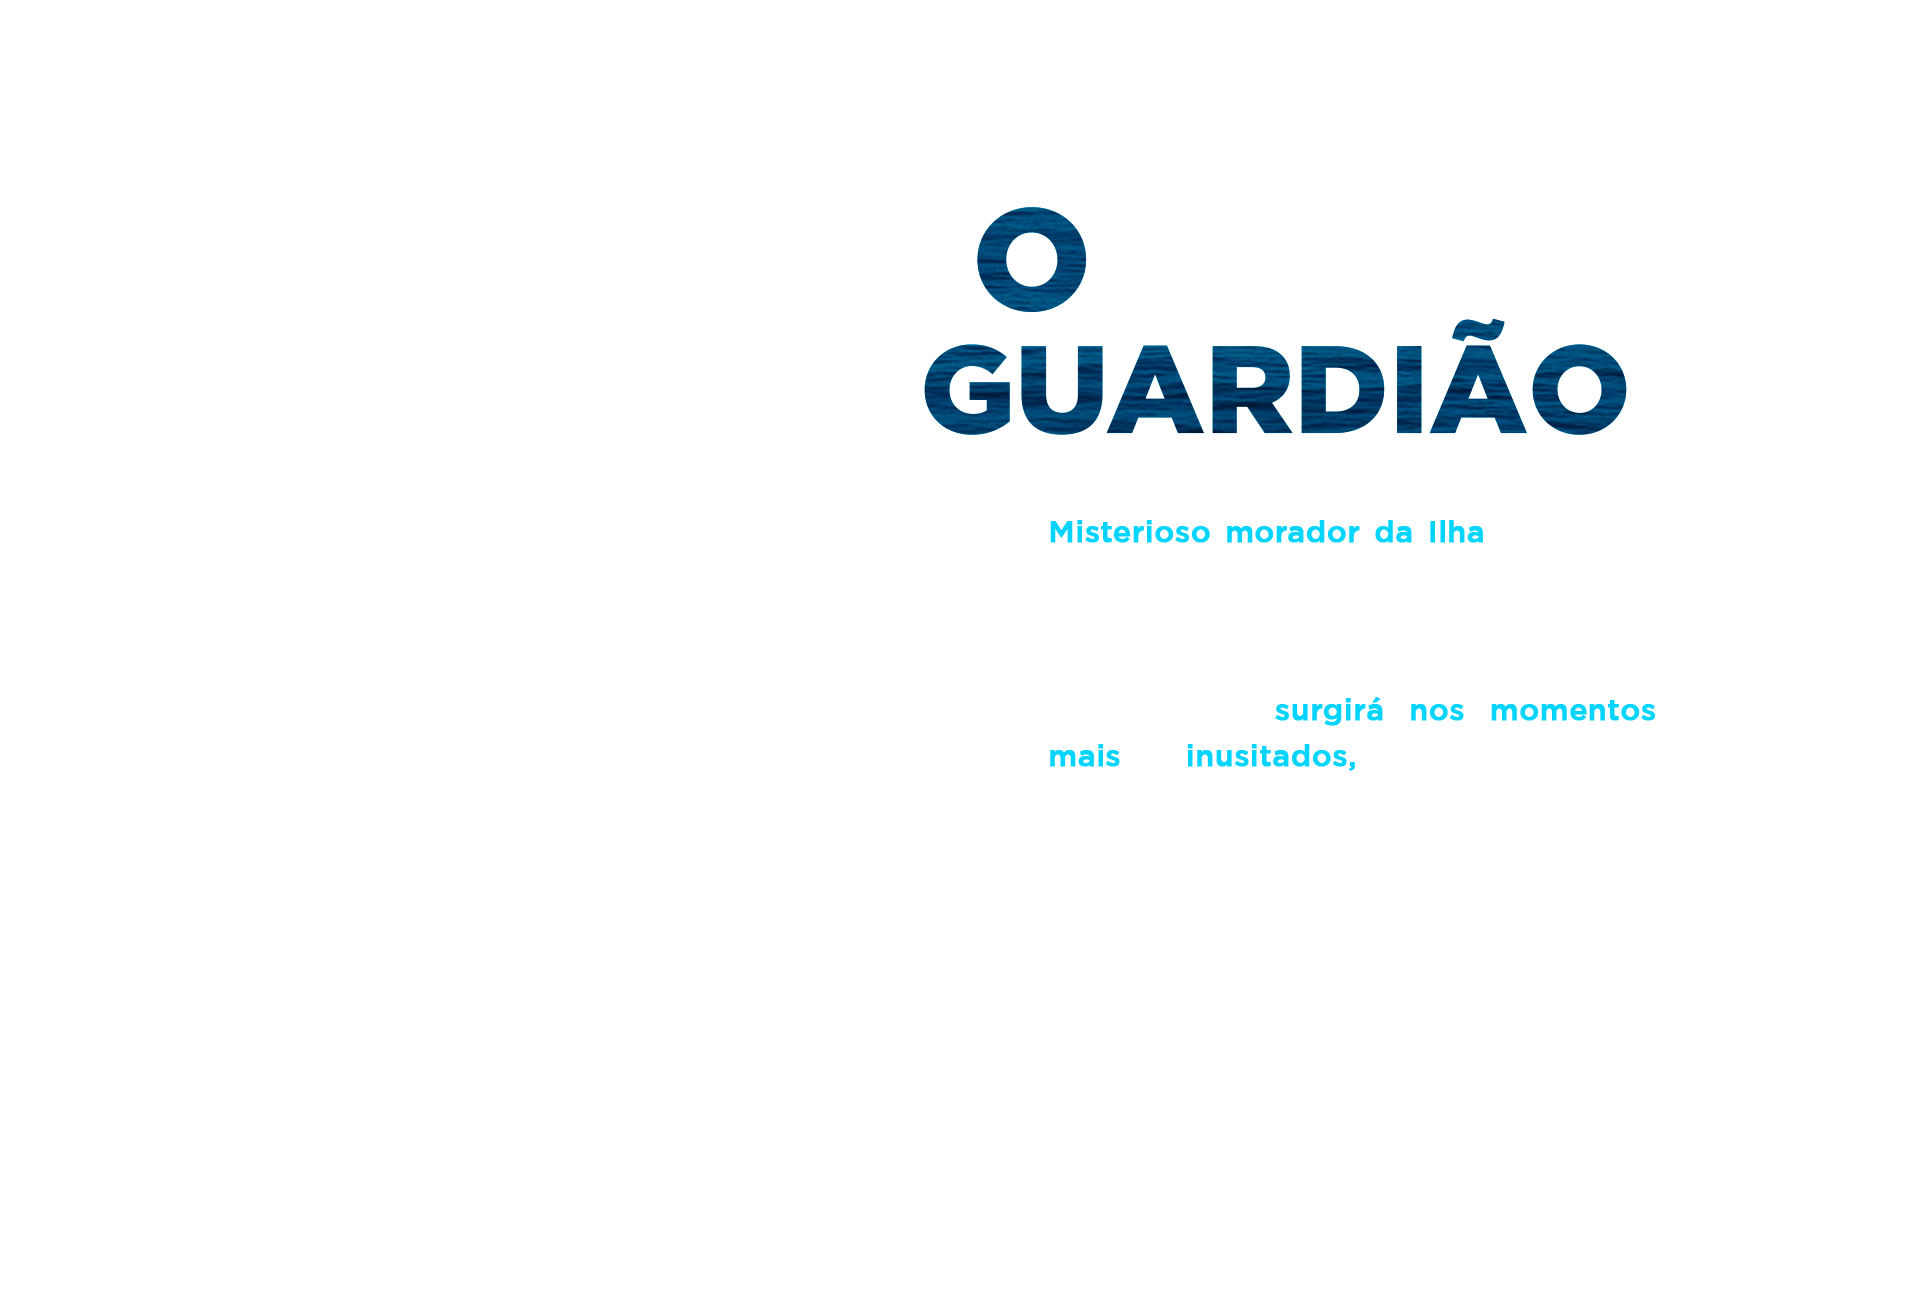 O
GUARDIÃO
Misterioso morador da Ilha
surgirá nos momentos
mais inusitados,